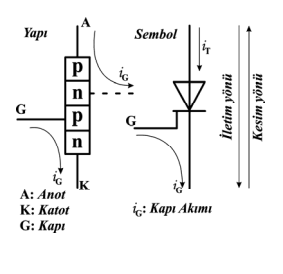 Yapı
A
p
n
p
n
i_G
G
i_G
K
A: Anot
K: Katot
G: Kapı
Sembol
i_T
G
i_G
i_G: Kapı Akımı
İletim yönü
Kesim yönü